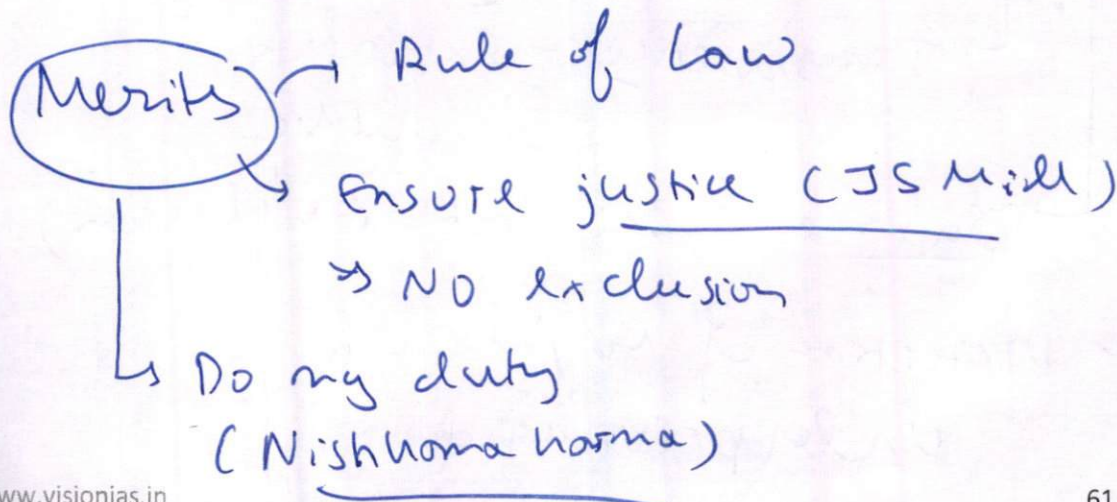 Merits → Rule of Law
→ Ensure justice (JS Mill)
→ NO exclusion
→ Do my duty
(Nishkama karma)
www.visionias.in
61